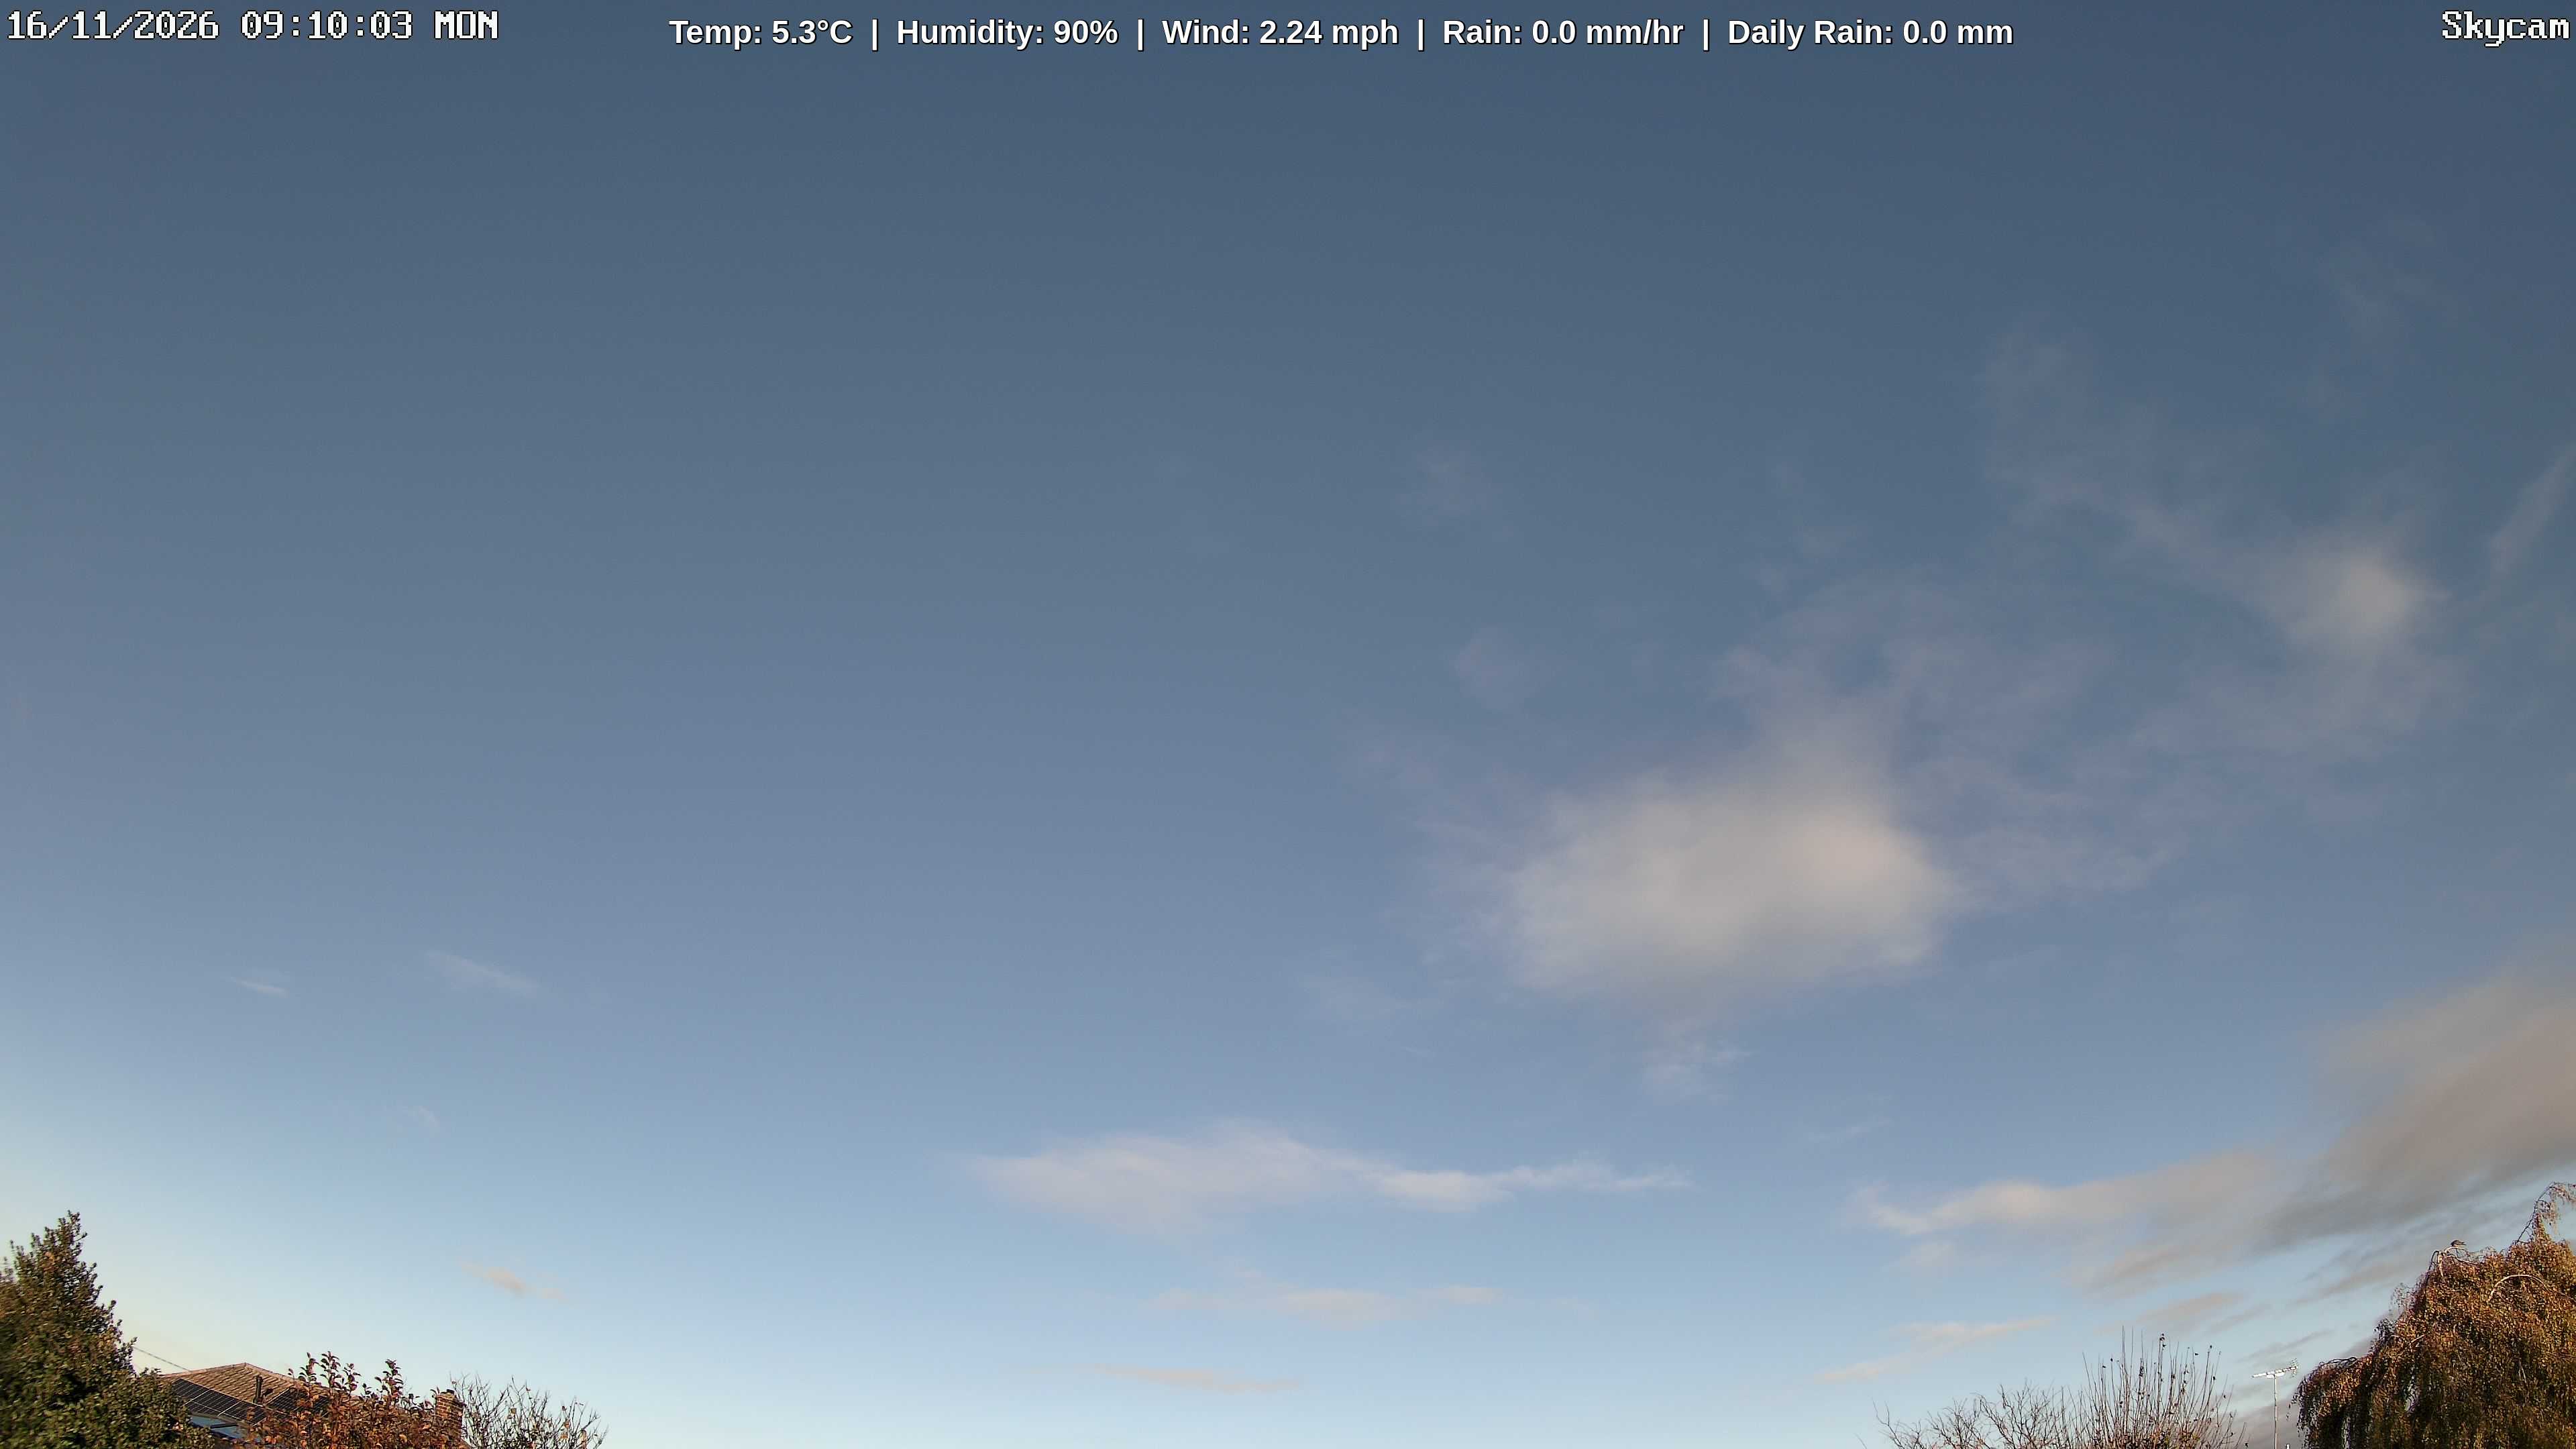 16/11/2026 09:10:03 MON
Temp: 5.3°C | Humidity: 90% | Wind: 2.24 mph | Rain: 0.0 mm/hr | Daily Rain: 0.0 mm
Skycam